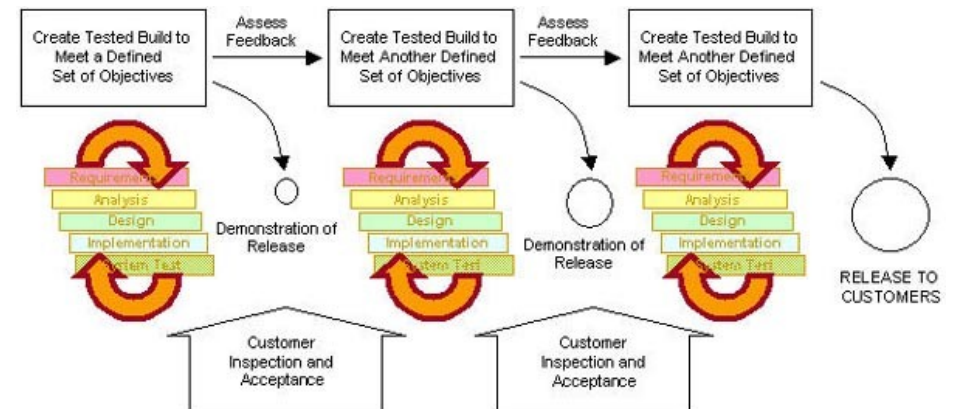 Create Tested Build to
Meet a Defined
Set of Objectives
Assess
Feedback
Create Tested Build to
Meet Another Defined
Set of Objectives
Assess
Feedback
Create Tested Build to
Meet Another Defined
Set of Objectives
Requirements
Analysis
Design
Implementation
System Test
Demonstration of
Release
Requirements
Analysis
Design
Implementation
System Test
Demonstration of
Release
Requirements
Analysis
Design
Implementation
System Test
RELEASE TO
CUSTOMERS
Customer
Inspection and
Acceptance
Customer
Inspection and
Acceptance